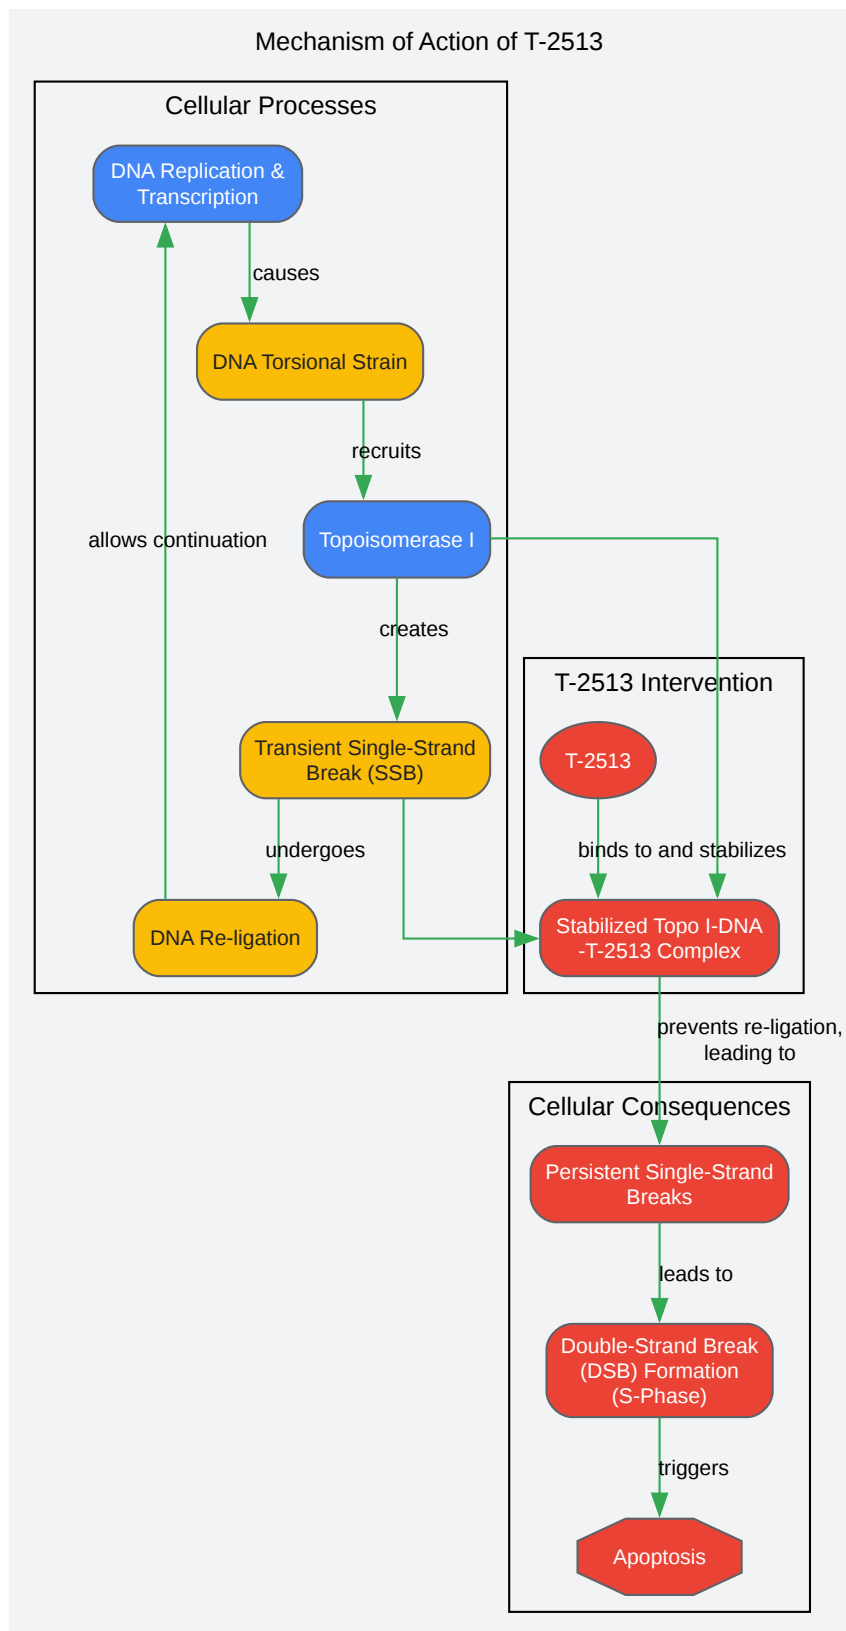 Mechanism of Action of T-2513
Cellular Processes
DNA Replication &
Transcription
causes
DNA Torsional Strain
recruits
Topoisomerase I
allows continuation
creates
T-2513 Intervention
Transient Single-Strand
Break (SSB)
T-2513
undergoes
binds to and stabilizes
DNA Re-ligation
Stabilized Topo I-DNA
-T-2513 Complex
prevents re-ligation,
leading to
Cellular Consequences
Persistent Single-Strand
Breaks
leads to
Double-Strand Break
(DSB) Formation
(S-Phase)
triggers
Apoptosis